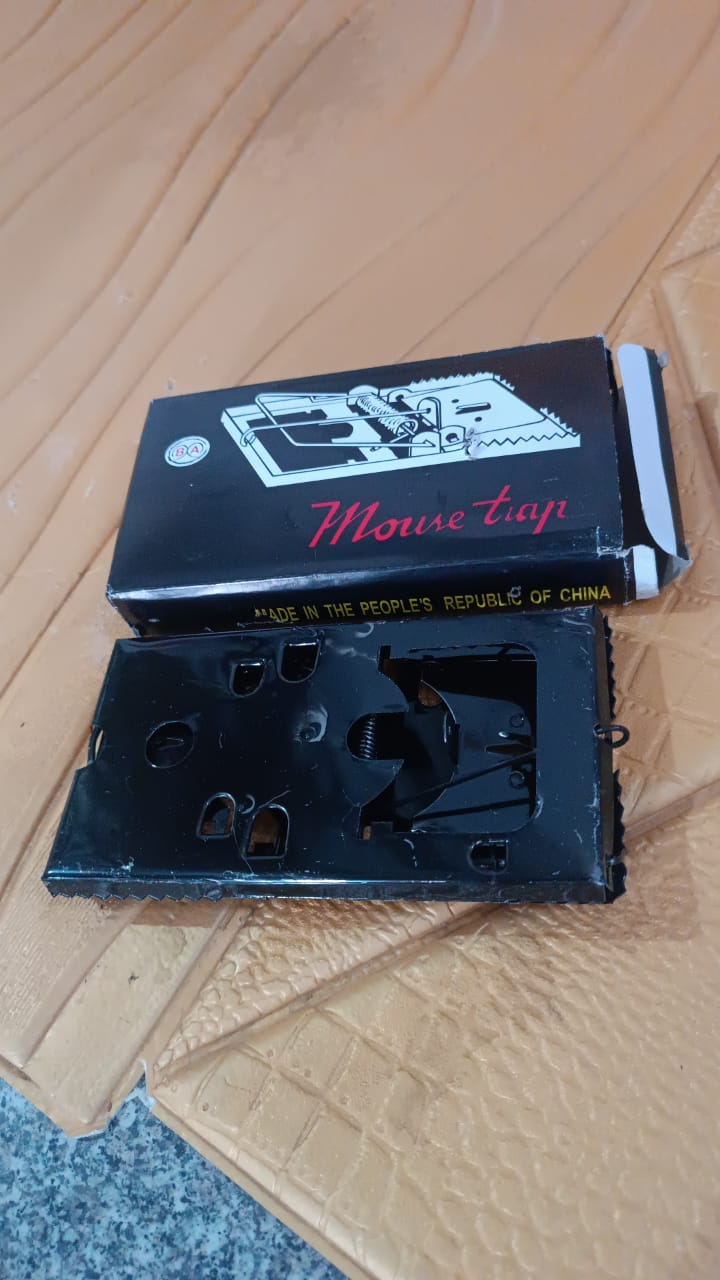 BA
Mouse trap
MADE IN THE PEOPLE'S REPUBLIC OF CHINA